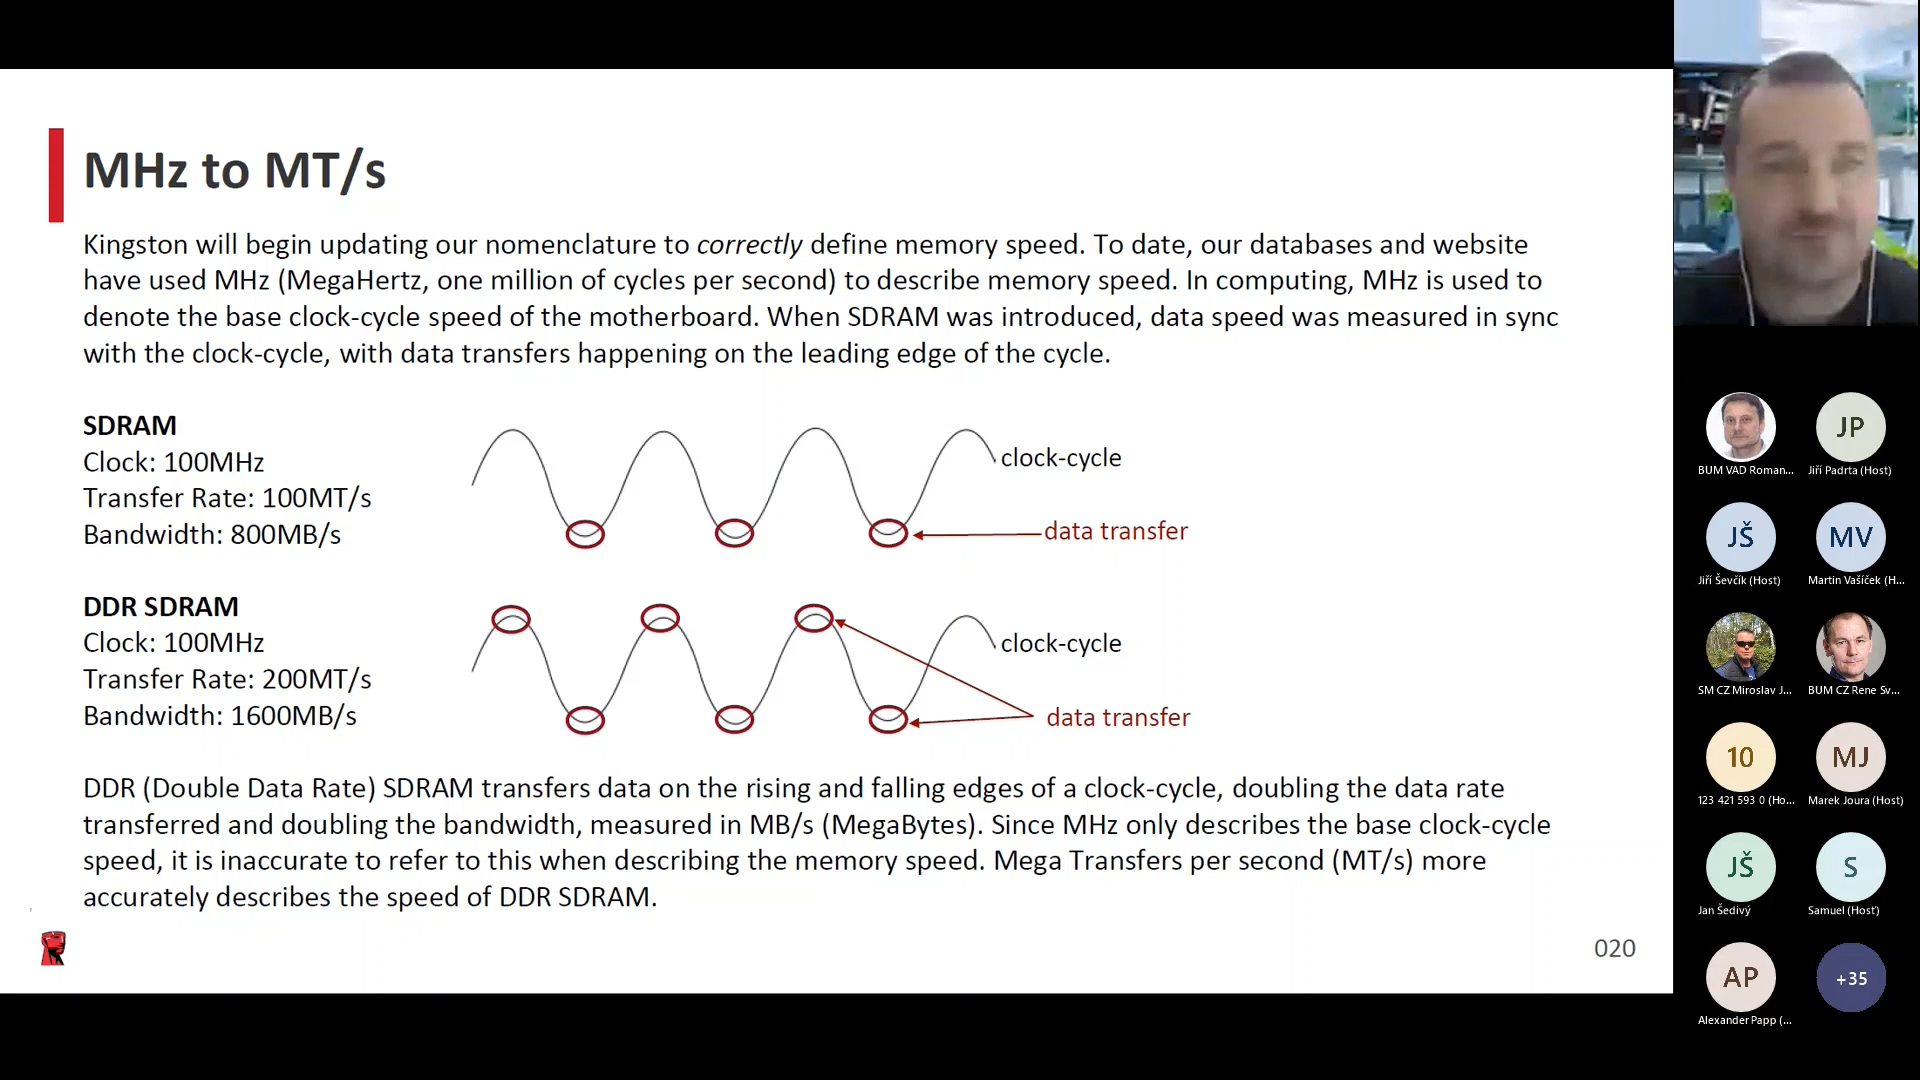 MHz to MT/s
Kingston will begin updating our nomenclature to correctly define memory speed. To date, our databases and website
have used MHz (MegaHertz, one million of cycles per second) to describe memory speed. In computing, MHz is used to
denote the base clock-cycle speed of the motherboard. When SDRAM was introduced, data speed was measured in sync
with the clock-cycle, with data transfers happening on the leading edge of the cycle.
SDRAM
Clock: 100MHz
Transfer Rate: 100MT/s
Bandwidth: 800MB/s
clock-cycle
data transfer
DDR SDRAM
Clock: 100MHz
Transfer Rate: 200MT/s
Bandwidth: 1600MB/s
clock-cycle
data transfer
DDR (Double Data Rate) SDRAM transfers data on the rising and falling edges of a clock-cycle, doubling the data rate
transferred and doubling the bandwidth, measured in MB/s (MegaBytes). Since MHz only describes the base clock-cycle
speed, it is inaccurate to refer to this when describing the memory speed. Mega Transfers per second (MT/s) more
accurately describes the speed of DDR SDRAM.
020
JP
BUM VAD Roman... Jiří Padrta (Host)
JŠ MV
Jiří Ševčík (Host) Martin Vašíček (H...
SM CZ Miroslav J... BUM CZ Rene Sv...
10 MJ
123 421 593 0 (Ho... Marek Joura (Host)
JŠ S
Jan Šedivý Samuel (Hosť)
AP +35
Alexander Papp (...